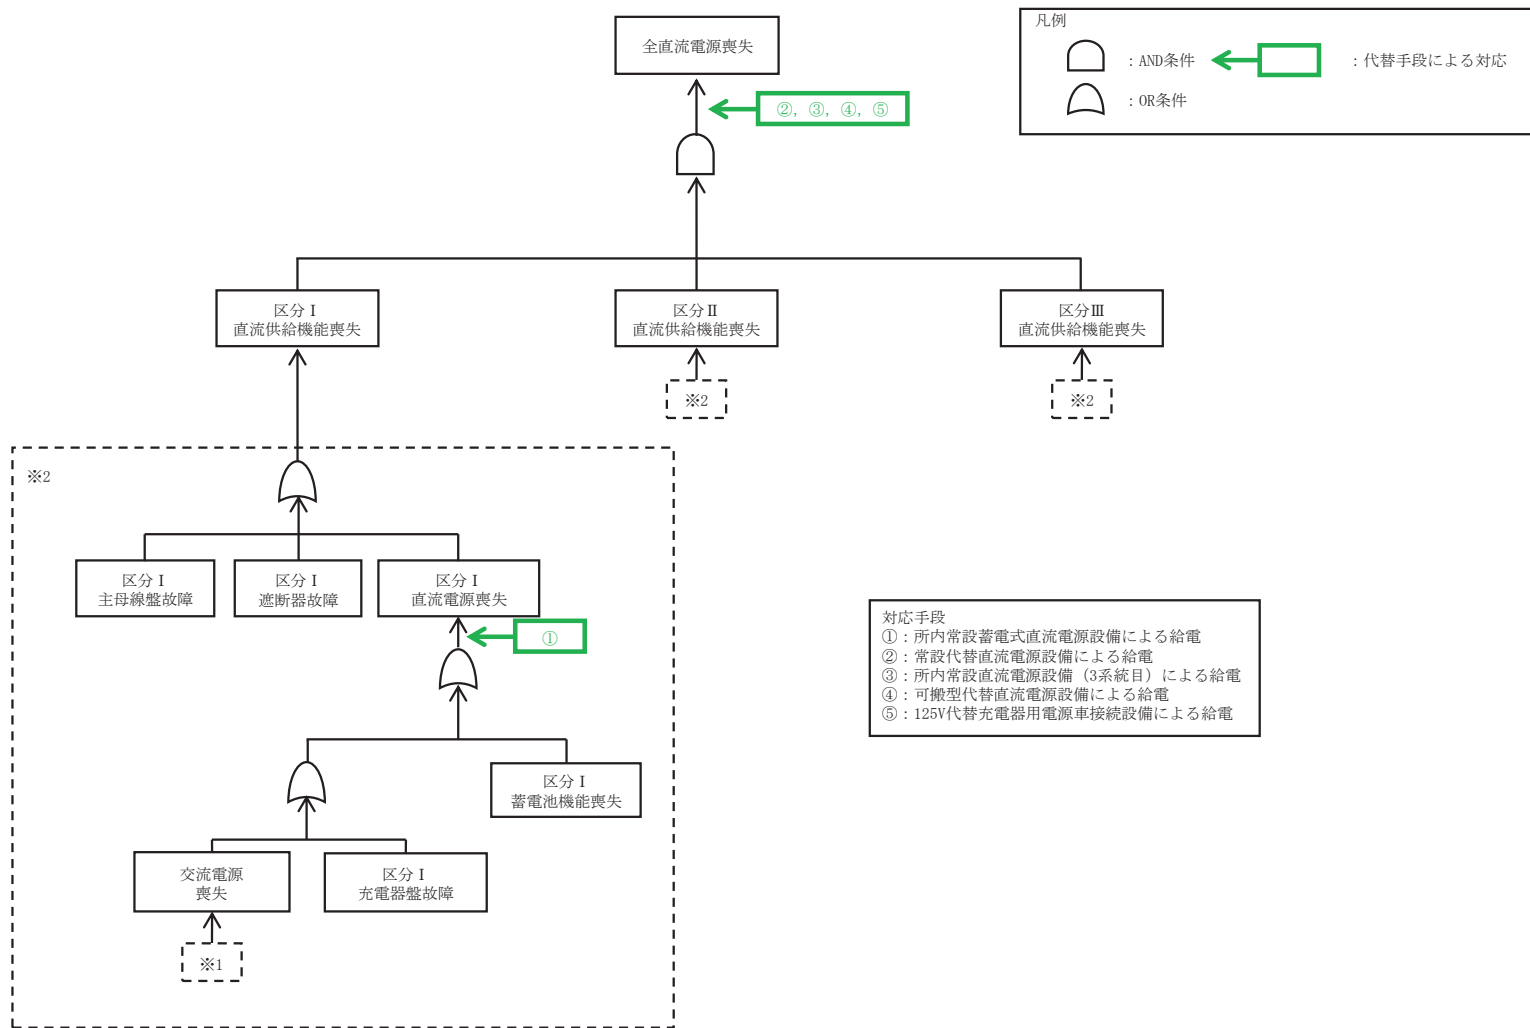 全直流電源喪失
②，③，④，⑤
凡例
：AND条件
：代替手段による対応
：OR条件
区分Ⅰ
直流供給機能喪失
区分Ⅱ
直流供給機能喪失
区分Ⅲ
直流供給機能喪失
※2
※2
※2
区分Ⅰ
主母線盤故障
区分Ⅰ
遮断器故障
区分Ⅰ
直流電源喪失
①
区分Ⅰ
蓄電池機能喪失
交流電源
喪失
区分Ⅰ
充電器盤故障
※1
対応手段
①：所内常設蓄電式直流電源設備による給電
②：常設代替直流電源設備による給電
③：所内常設直流電源設備（3系統目）による給電
④：可搬型代替直流電源設備による給電
⑤：125V代替充電器用電源車接続設備による給電